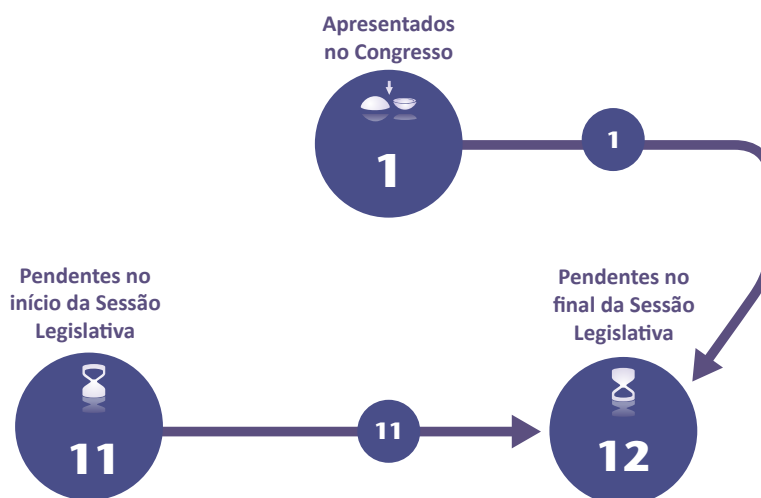 Apresentados
no Congresso
1
1
Pendentes no
início da Sessão
Legislativa
11
11
Pendentes no
final da Sessão
Legislativa
12